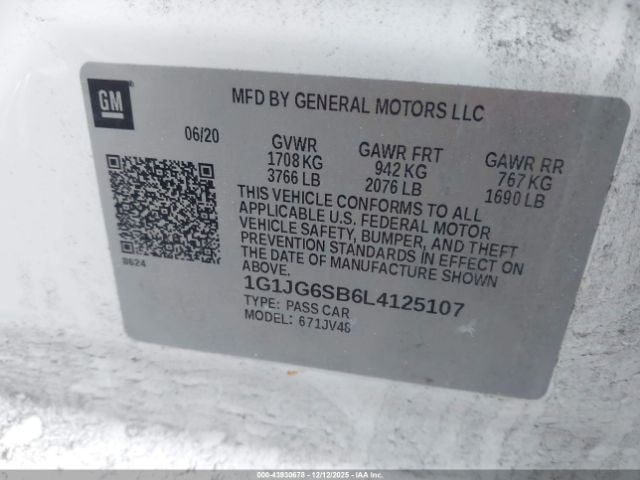 GM
MFD BY GENERAL MOTORS LLC
06/20
GVWR
1708 KG
3766 LB
GAWR FRT
942 KG
2076 LB
GAWR RR
767 KG
1690 LB
THIS VEHICLE CONFORMS TO ALL
APPLICABLE U.S. FEDERAL MOTOR
VEHICLE SAFETY, BUMPER, AND THEFT
PREVENTION STANDARDS IN EFFECT ON
THE DATE OF MANUFACTURE SHOWN
ABOVE.
8624
1G1JG6SB6L4125107
TYPE: PASS CAR
MODEL: 671JV48
000-43930678 - 12/12/2025 - IAAI.COM